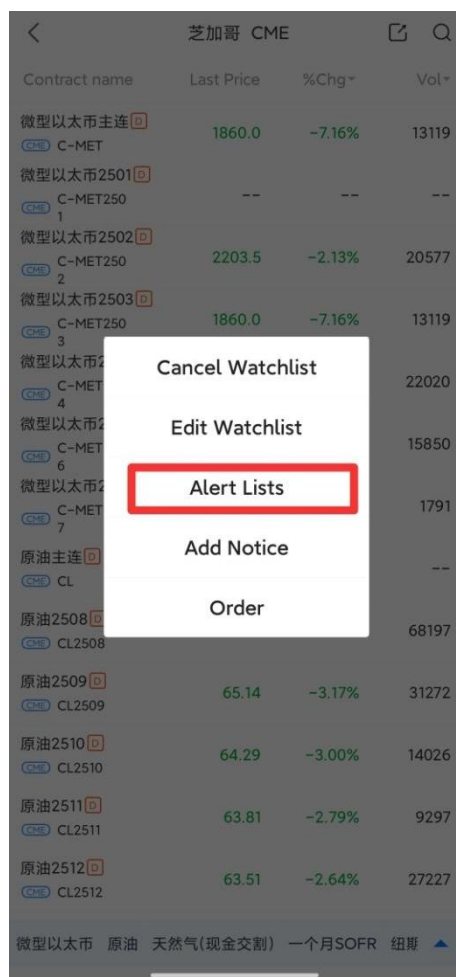 芝加哥 CME
Contract name Last Price %Chg Vol
微型以太币主连 D
CME C-MET 1860.0 -7.16% 13119
微型以太币2501 D
CME C-MET250 -- -- --
1
微型以太币2502 D
CME C-MET250 2203.5 -2.13% 20577
2
微型以太币2503 D
CME C-MET250 1860.0 -7.16% 13119
3
微型以太币2
CME C-MET 22020
4
微型以太币2
CME C-MET 15850
6
微型以太币2
CME C-MET 1791
7
原油主连 D
CME CL --
原油2508 D
CME CL2508 68197
Cancel Watchlist
Edit Watchlist
Alert Lists
Add Notice
Order
原油2509 D
CME CL2509 65.14 -3.17% 31272
原油2510 D
CME CL2510 64.29 -3.00% 14026
原油2511 D
CME CL2511 63.81 -2.79% 9297
原油2512 D
CME CL2512 63.51 -2.64% 27227
微型以太币 原油 天然气(现金交割) 一个月SOFR 纽期